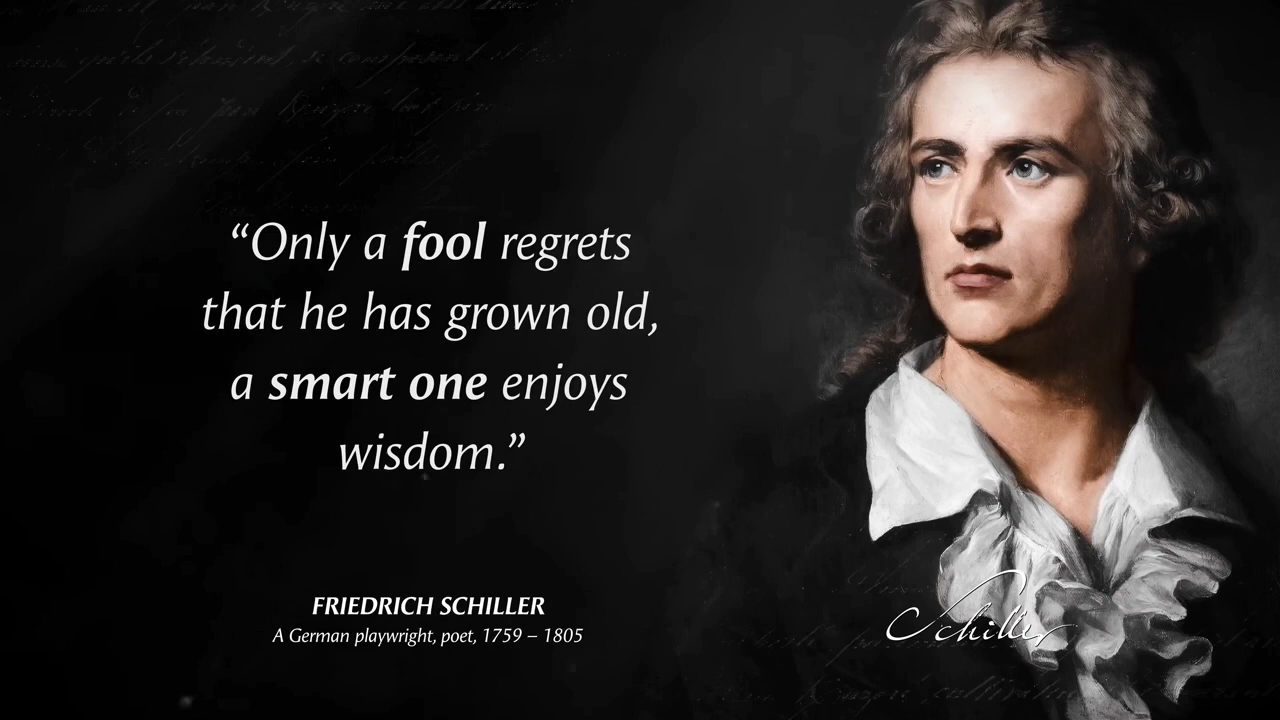 “Only a fool regrets
that he has grown old,
a smart one enjoys
wisdom.”
FRIEDRICH SCHILLER
A German playwright, poet, 1759 – 1805
Schiller